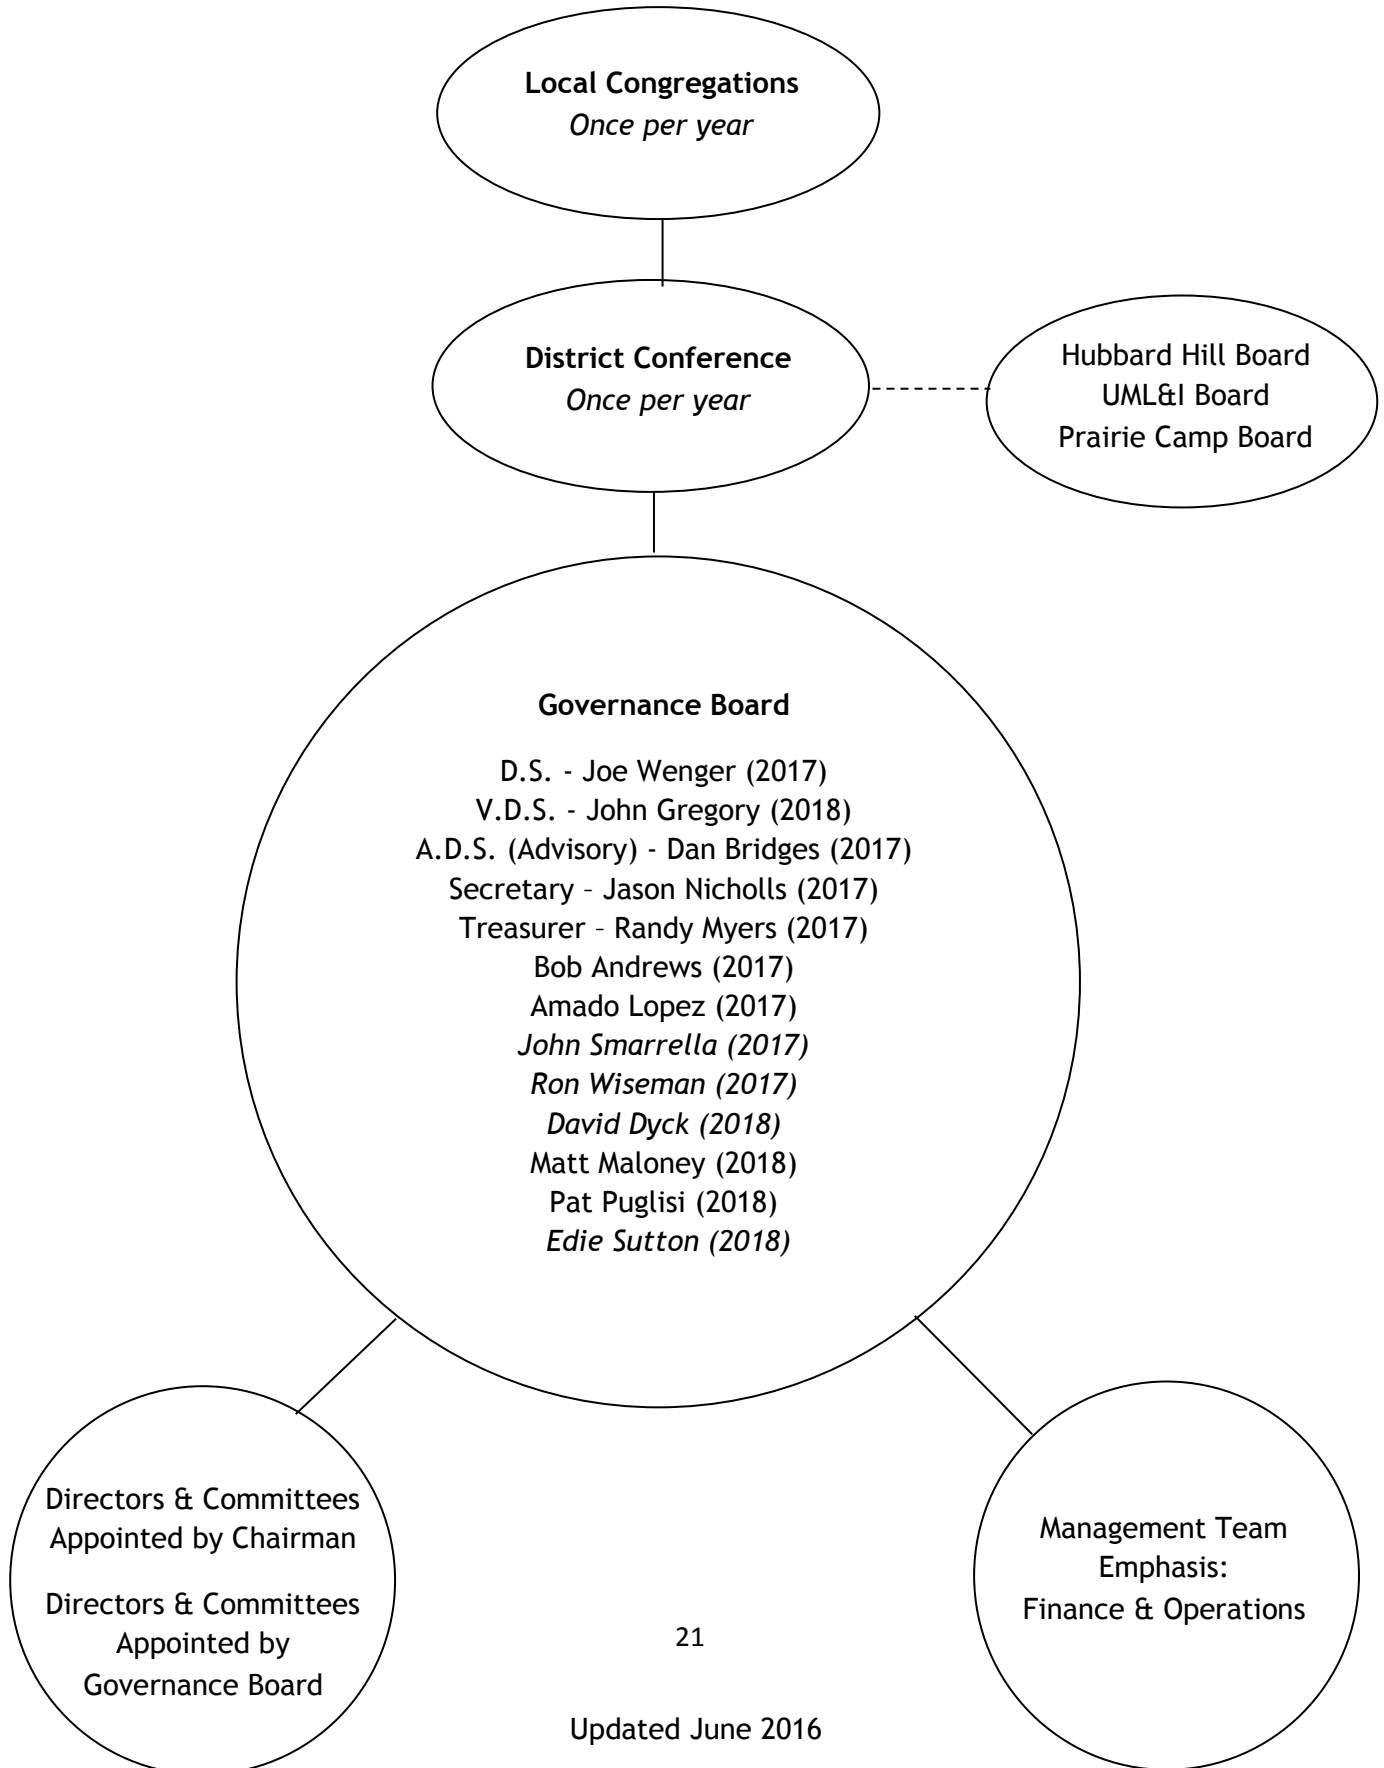 Local Congregations
Once per year
District Conference
Once per year
Hubbard Hill Board
UML&I Board
Prairie Camp Board
Governance Board
D.S. - Joe Wenger (2017)
V.D.S. - John Gregory (2018)
A.D.S. (Advisory) - Dan Bridges (2017)
Secretary – Jason Nicholls (2017)
Treasurer – Randy Myers (2017)
Bob Andrews (2017)
Amado Lopez (2017)
John Smarrella (2017)
Ron Wiseman (2017)
David Dyck (2018)
Matt Maloney (2018)
Pat Puglisi (2018)
Edie Sutton (2018)
Directors & Committees
Appointed by Chairman
Directors & Committees
Appointed by
Governance Board
Management Team
Emphasis:
Finance & Operations
21
Updated June 2016